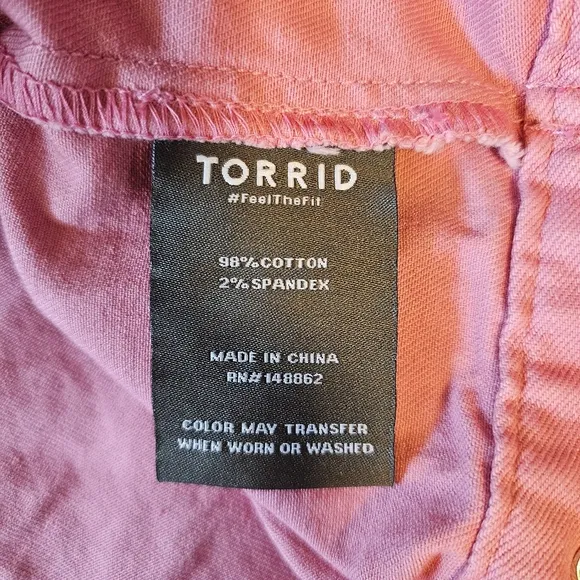 TORRID
#FeelTheFit
98% COTTON
2% SPANDEX
MADE IN CHINA
RN# 148862
COLOR MAY TRANSFER
WHEN WORN OR WASHED